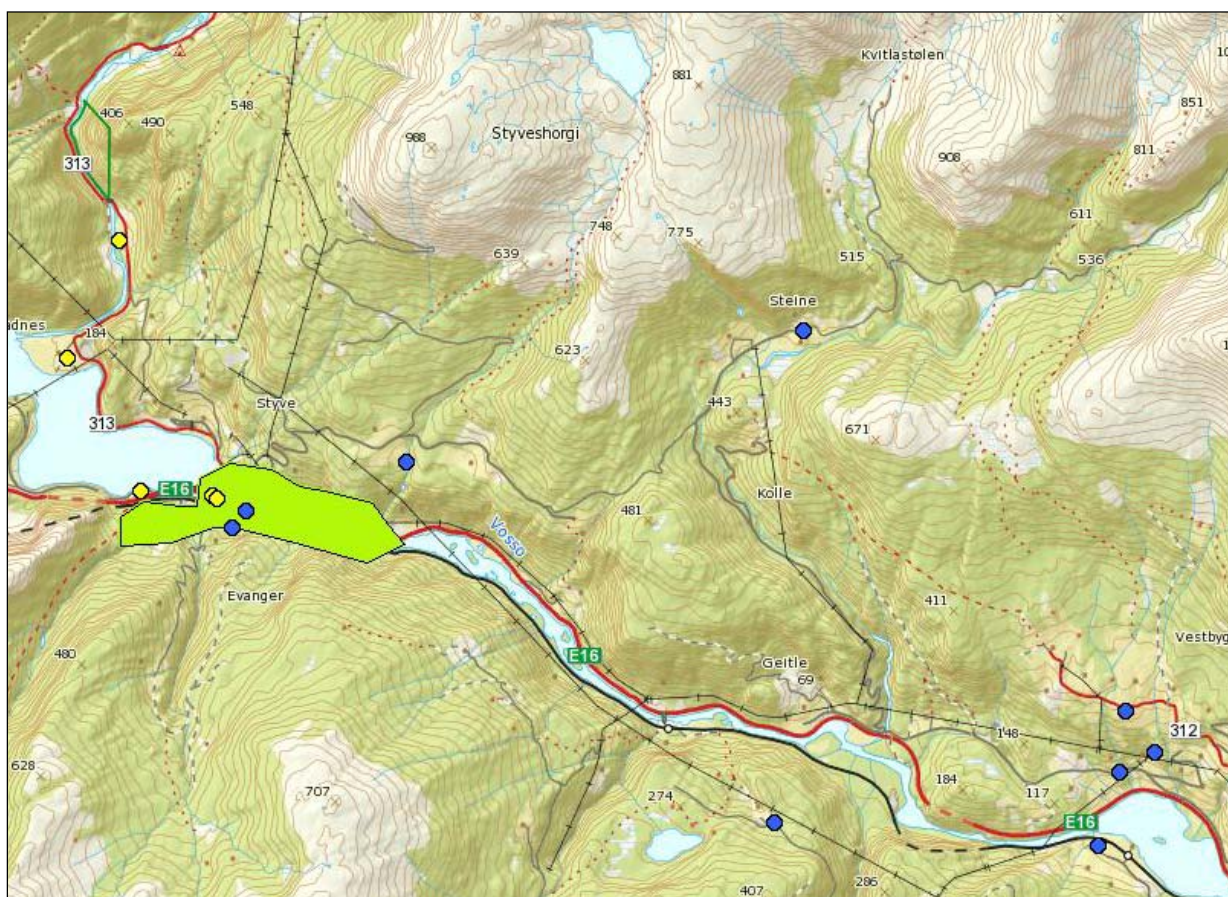 Kvitlastølen
881
406
490
548
851
988
Styveshorgi
908
811
313
748
775
611
639
515
536
Steine
adnes
184
623
443
Styve
313
671
E16
Kolle
481
Vosso
Evanger
411
480
E16
Geitle
69
Vestbyg
312
148
628
707
184
274
117
E16
407
286